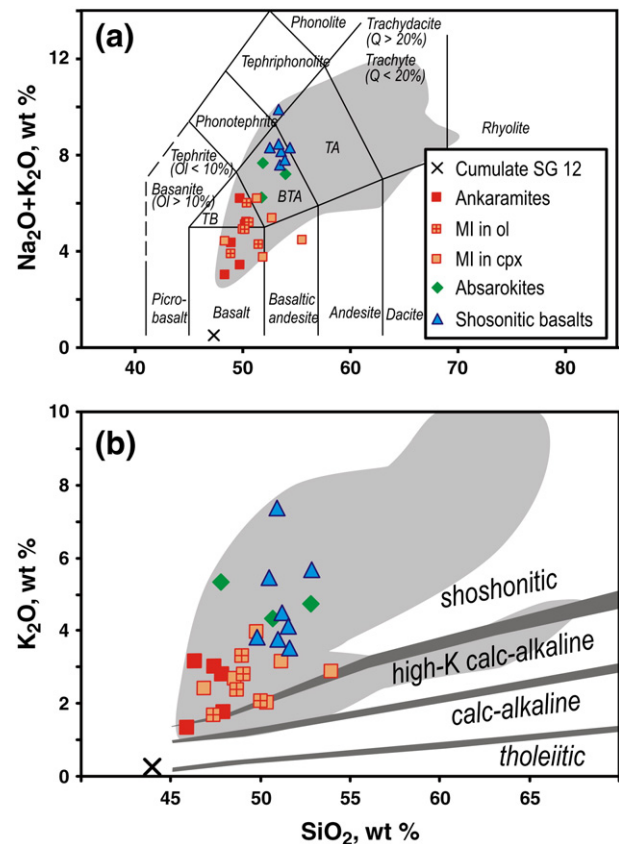 (a)
Phonolite
Trachydacite
(Q > 20%)
Tephriphonolite
Trachyte
(Q < 20%)
Phonotephrite
TA
Rhyolite
Tephrite
(Ol < 10%)
Basanite
(Ol > 10%)
BTA
TB
Picro-
basalt
Basalt
Basaltic
andesite
Andesite
Dacite
Cumulate SG 12
Ankaramites
MI in ol
MI in cpx
Absarokites
Shosonitic basalts
Na₂O+K₂O, wt %
12
8
4
0
40 50 60 70 80
(b)
K₂O, wt %
10
8
6
4
2
0
shoshonitic
high-K calc-alkaline
calc-alkaline
tholeiitic
45 50 55 60 65
SiO₂, wt %